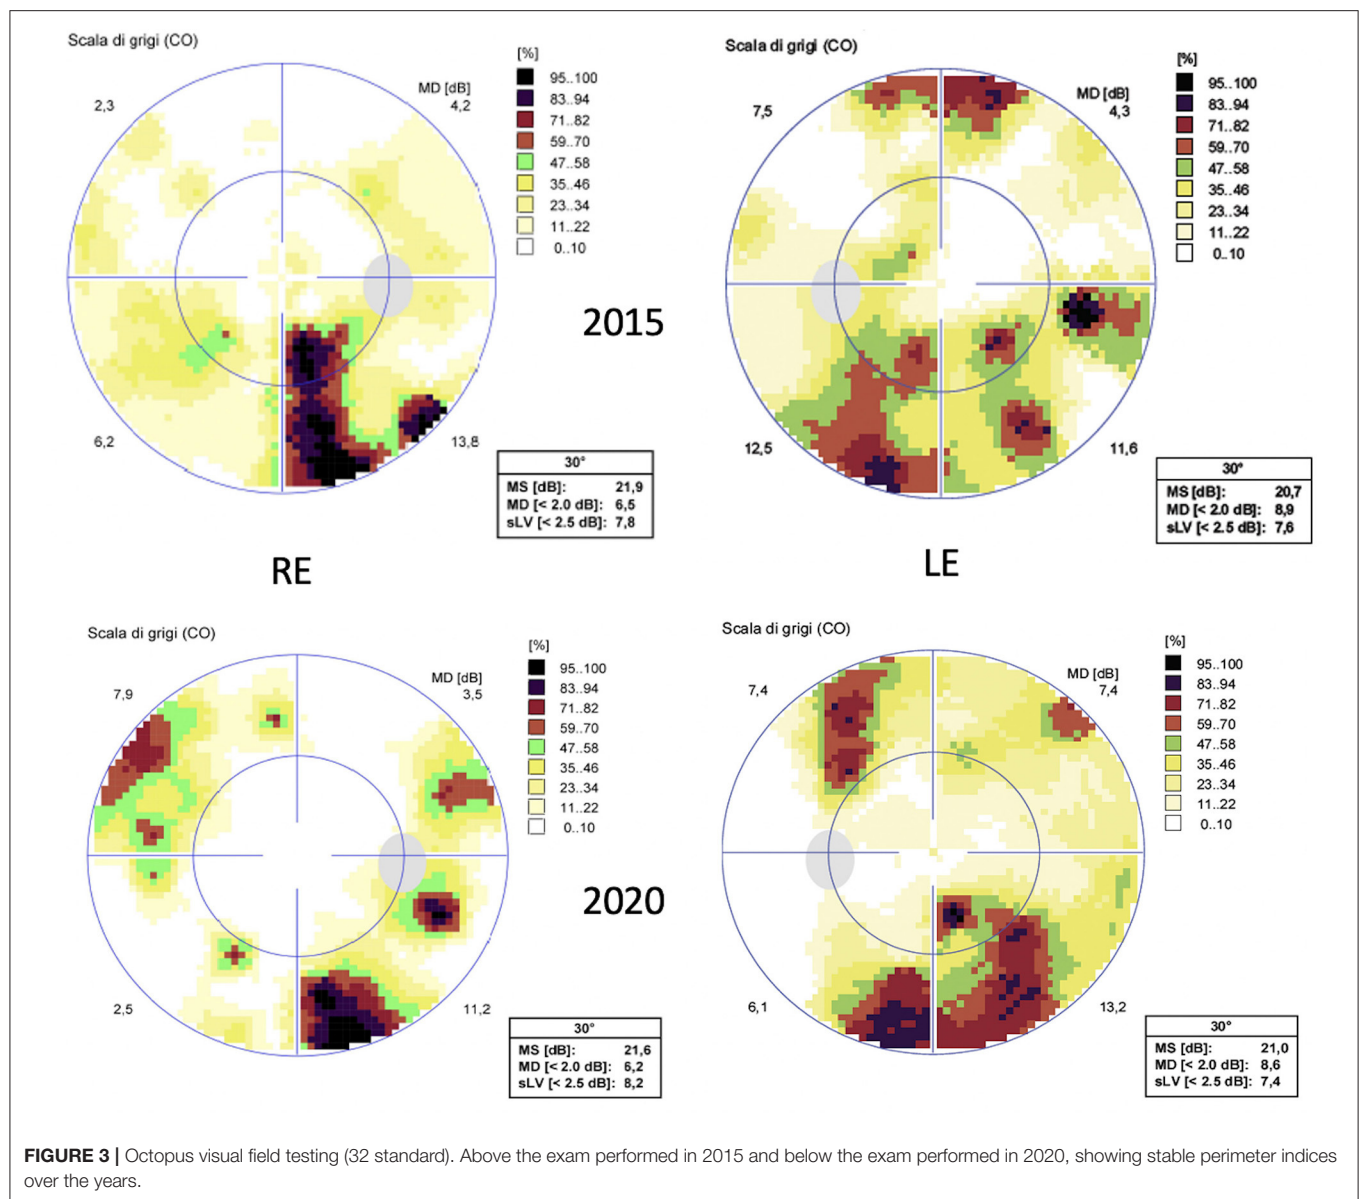 Scala di grigi (CO)
2,3
MD [dB]
4,2
[%]
95..100
83..94
71..82
59..70
47..58
35..46
23..34
11..22
0..10
6,2
13,8
30°
MS [dB]: 21,9
MD [< 2.0 dB]: 6,5
sLV [< 2.5 dB]: 7,8
Scala di grigi (CO)
7,5
MD [dB]
4,3
[%]
95..100
83..94
71..82
59..70
47..58
35..46
23..34
11..22
0..10
12,5
11,6
30°
MS [dB]: 20,7
MD [< 2.0 dB]: 8,9
sLV [< 2.5 dB]: 7,6
2015
RE
LE
Scala di grigi (CO)
7,9
MD [dB]
3,5
[%]
95..100
83..94
71..82
59..70
47..58
35..46
23..34
11..22
0..10
2,5
11,2
30°
MS [dB]: 21,6
MD [< 2.0 dB]: 6,2
sLV [< 2.5 dB]: 8,2
2020
Scala di grigi (CO)
7,4
MD [dB]
7,4
[%]
95..100
83..94
71..82
59..70
47..58
35..46
23..34
11..22
0..10
6,1
13,2
30°
MS [dB]: 21,0
MD [< 2.0 dB]: 8,6
sLV [< 2.5 dB]: 7,4
FIGURE 3 | Octopus visual field testing (32 standard). Above the exam performed in 2015 and below the exam performed in 2020, showing stable perimeter indices
over the years.